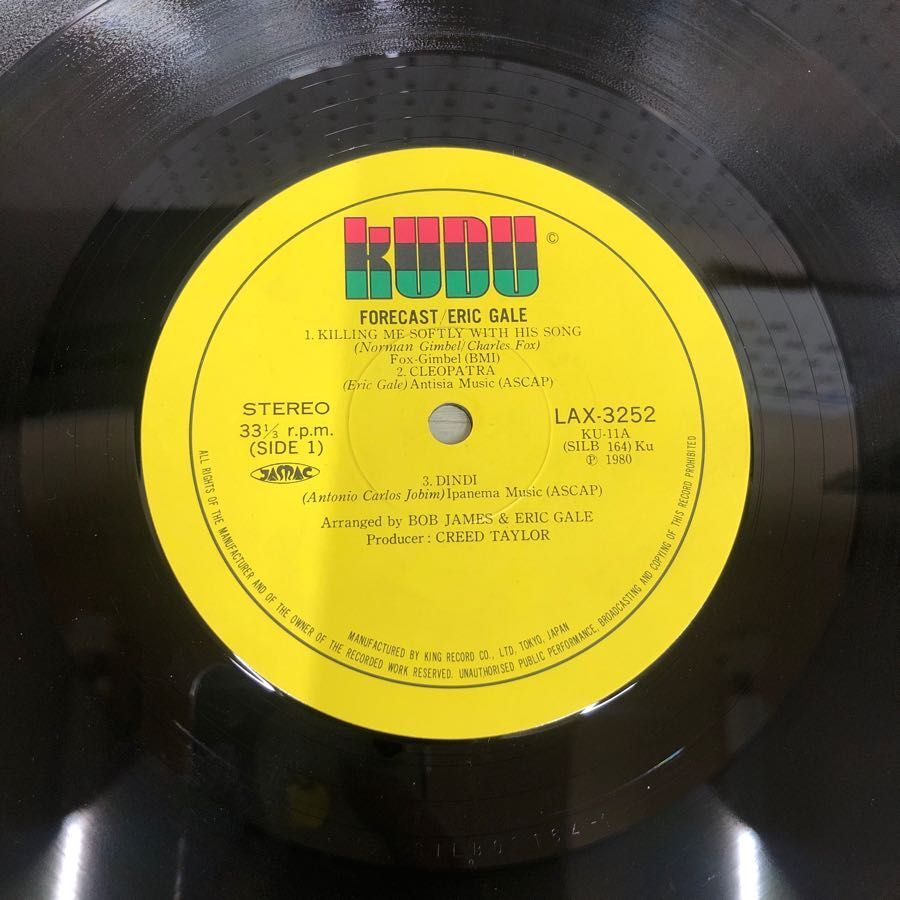 KUDU ©
FORECAST/ERIC GALE
1. KILLING ME SOFTLY WITH HIS SONG
(Norman Gimbel/Charles Fox)
Fox-Gimbel (BMI)
2. CLEOPATRA
(Eric Gale) Antisia Music (ASCAP)
STEREO
33⅓ r.p.m.
(SIDE 1)
JASRAC
LAX-3252
KU-11A
(SILB 164) Ku
℗ 1980
3. DINDI
(Antonio Carlos Jobim) Ipanema Music (ASCAP)
Arranged by BOB JAMES & ERIC GALE
Producer : CREED TAYLOR
MANUFACTURED BY KING RECORD CO., LTD. TOKYO, JAPAN
ALL RIGHTS OF THE MANUFACTURER AND OF THE OWNER OF THE RECORDED WORK RESERVED. UNAUTHORISED PUBLIC PERFORMANCE, BROADCASTING AND COPYING OF THIS RECORD PROHIBITED